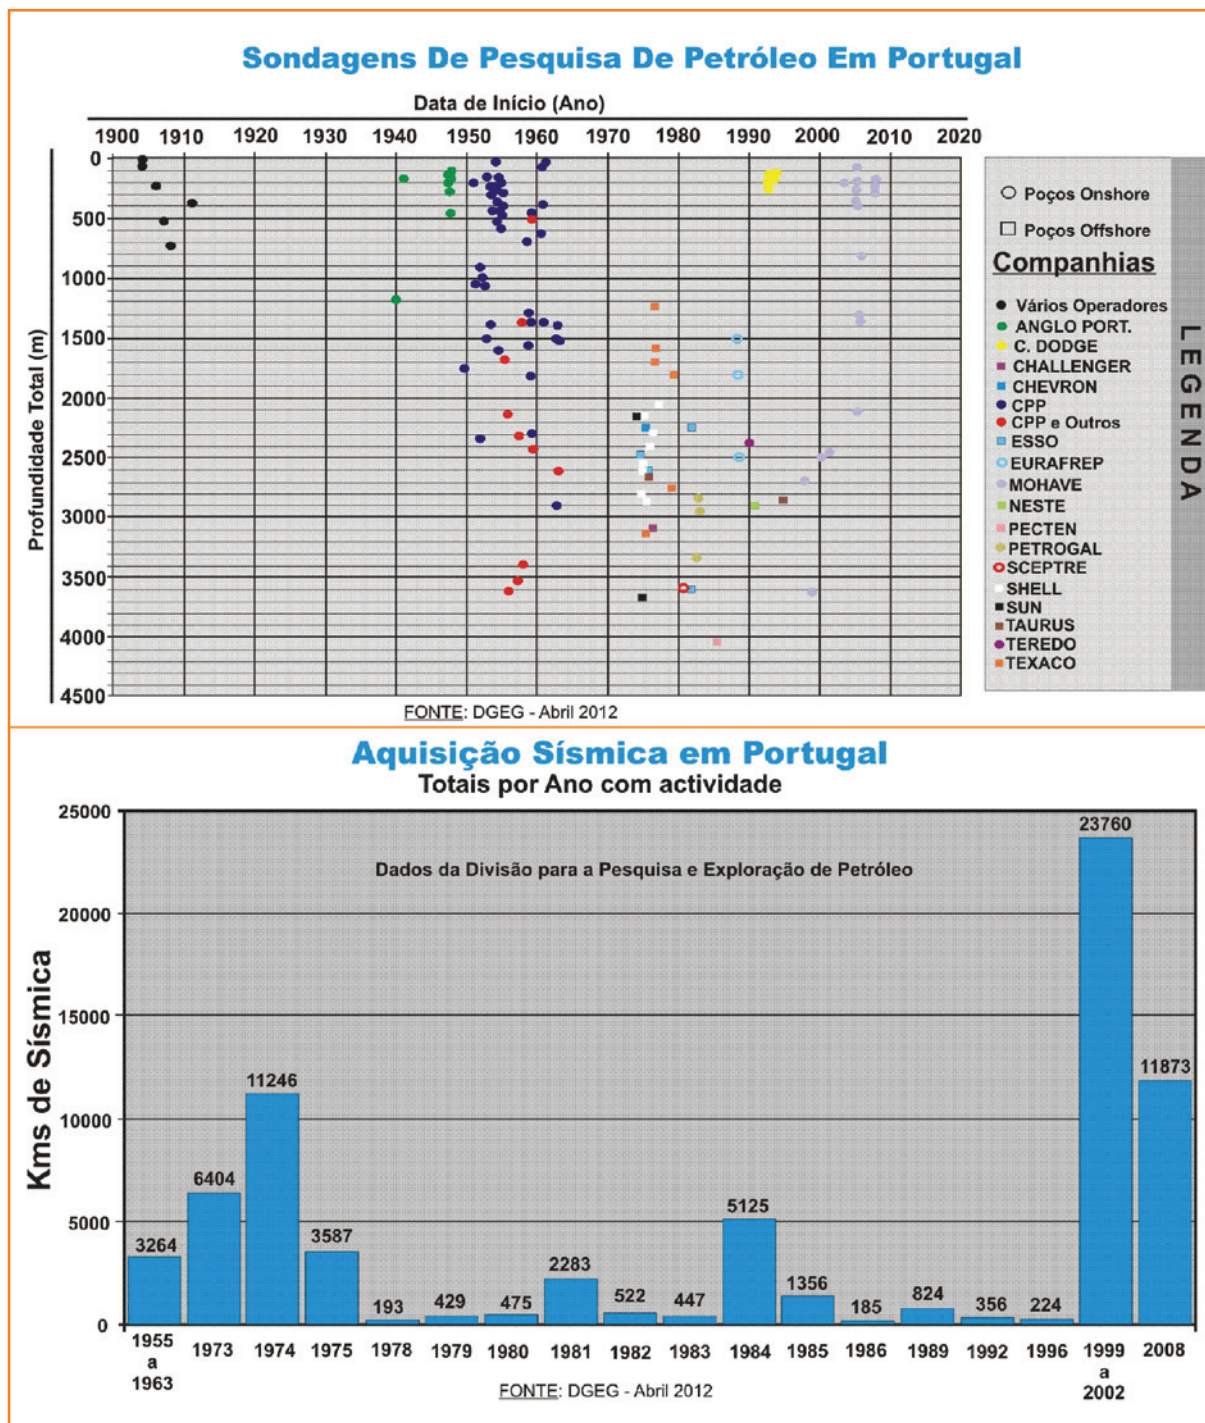 Sondagens De Pesquisa De Petróleo Em Portugal
Data de Início (Ano)
1900 1910 1920 1930 1940 1950 1960 1970 1980 1990 2000 2010 2020
Profundidade Total (m)
0
500
1000
1500
2000
2500
3000
3500
4000
4500
Poços Onshore
Poços Offshore
Companhias
Vários Operadores
ANGLO PORT.
C. DODGE
CHALLENGER
CHEVRON
CPP
CPP e Outros
ESSO
EURAFREP
MOHAVE
NESTE
PECTEN
PETROGAL
SCEPTRE
SHELL
SUN
TAURUS
TEREDO
TEXACO
LEGENDA
FONTE: DGEG - Abril 2012
Aquisição Sísmica em Portugal
Totais por Ano com actividade
Dados da Divisão para a Pesquisa e Exploração de Petróleo
Kms de Sísmica
25000
20000
15000
10000
5000
0
3264 6404 11246 3587 193 429 475 2283 522 447 5125 1356 185 824 356 224 23760 11873
1955 a 1963 1973 1974 1975 1978 1979 1980 1981 1982 1983 1984 1985 1986 1989 1992 1996 1999 a 2002 2008
FONTE: DGEG - Abril 2012